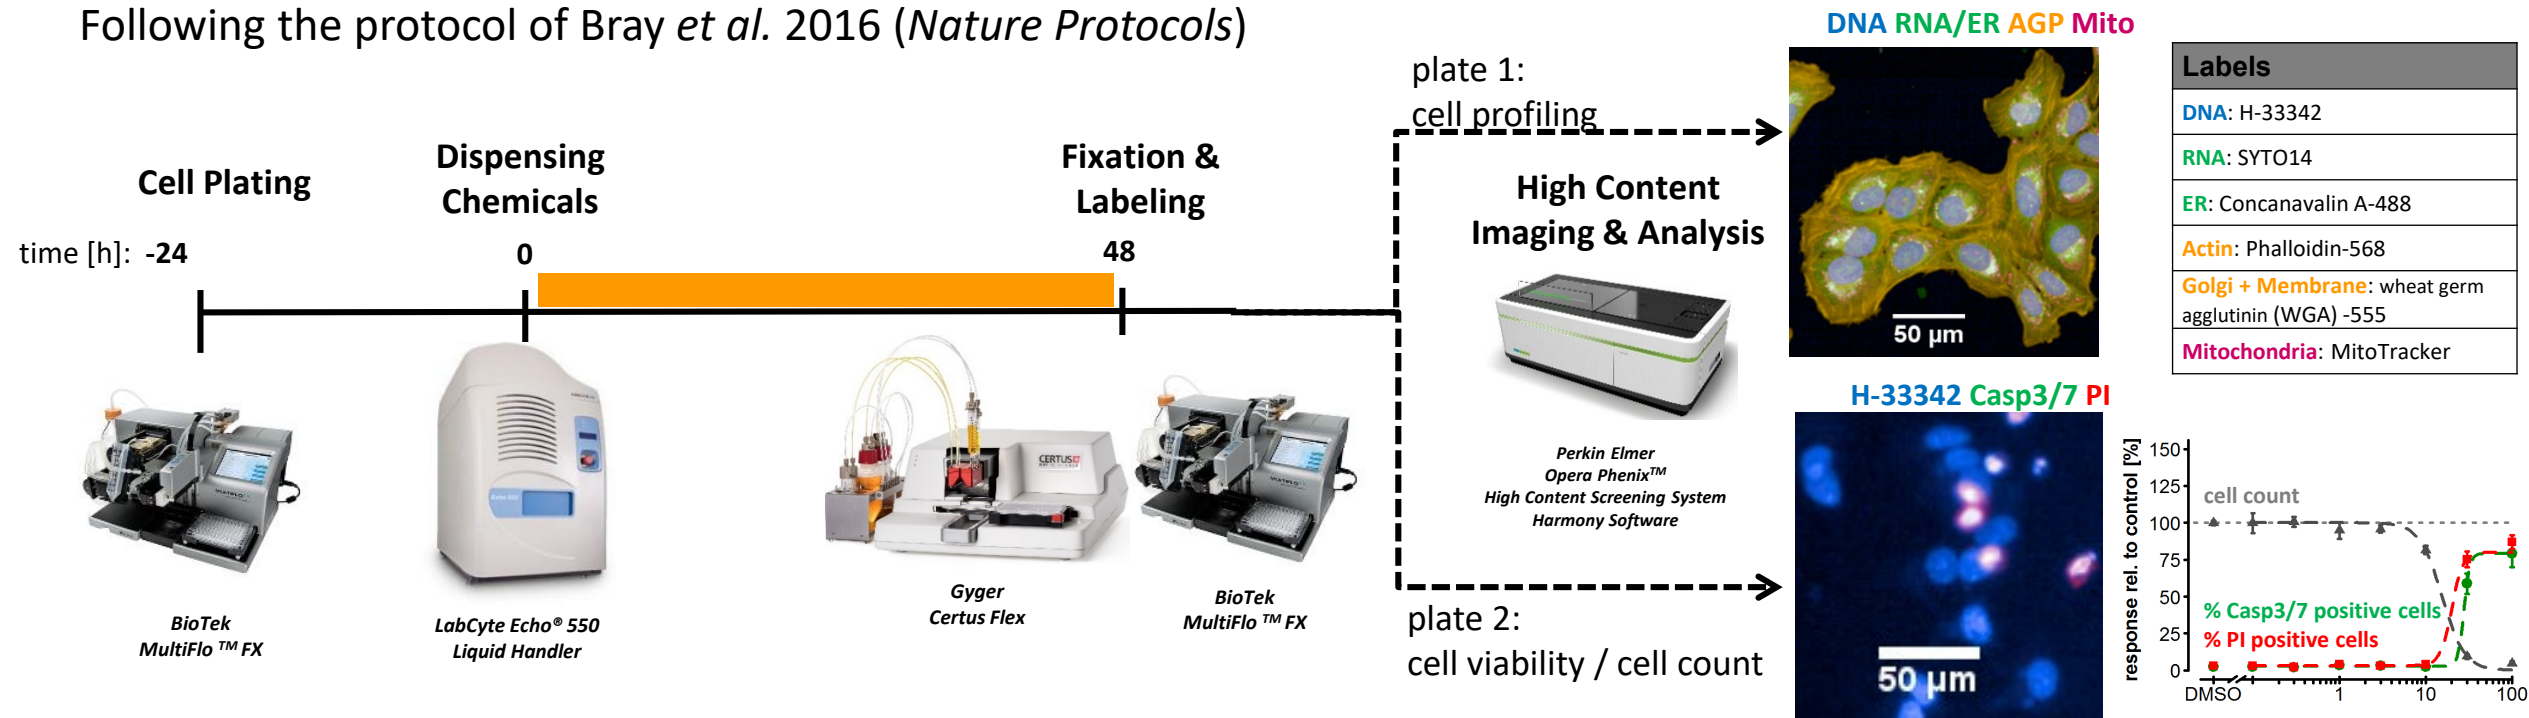 Following the protocol of Bray et al. 2016 (Nature Protocols)
Cell Plating
Dispensing
Chemicals
Fixation &
Labeling
time [h]: -24
0
48
BioTek
MultiFlo TM FX
LabCyte Echo® 550
Liquid Handler
CERTUS
Gyger
Certus Flex
BioTek
MultiFlo TM FX
plate 1:
cell profiling
High Content
Imaging & Analysis
Perkin Elmer
Opera PhenixTM
High Content Screening System
Harmony Software
plate 2:
cell viability / cell count
DNA RNA/ER AGP Mito
50 µm
Labels
DNA: H-33342
RNA: SYTO14
ER: Concanavalin A-488
Actin: Phalloidin-568
Golgi + Membrane: wheat germ
agglutinin (WGA) -555
Mitochondria: MitoTracker
H-33342 Casp3/7 PI
50 µm
response rel. to control [%]
150
125
100
75
50
25
0
cell count
% Casp3/7 positive cells
% PI positive cells
DMSO
1
10
100